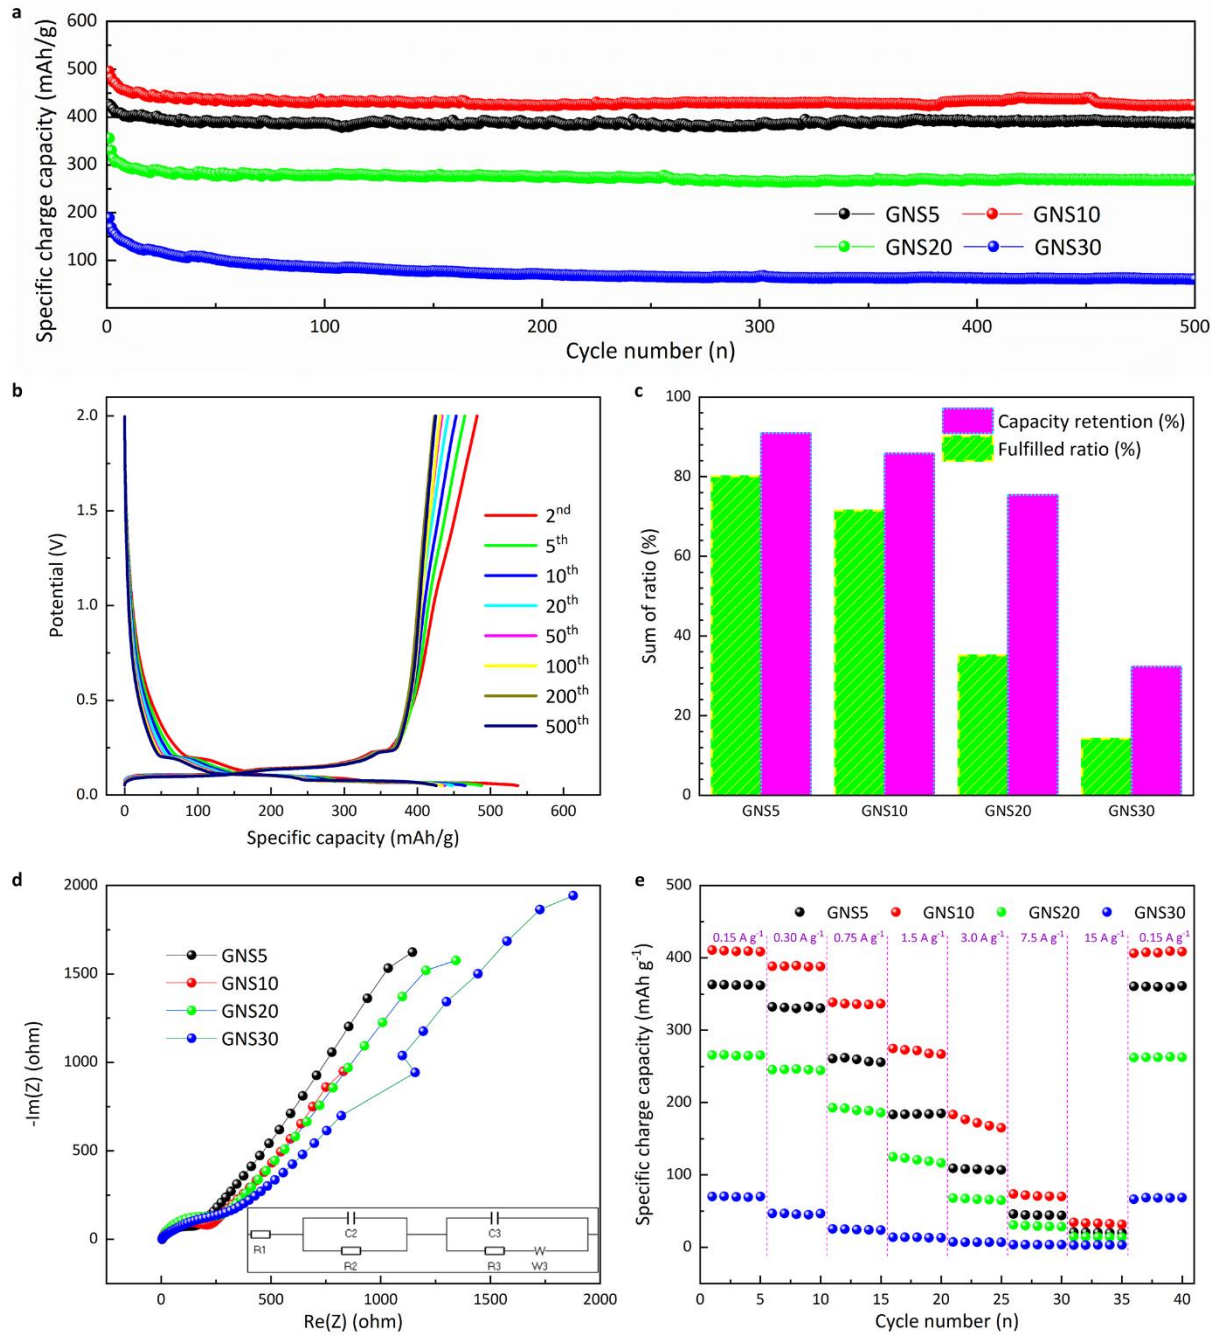 a
Specific charge capacity (mAh/g)
600
500
400
300
200
100
0
100
200
300
400
500
Cycle number (n)
GNS5
GNS10
GNS20
GNS30
b
Potential (V)
2.0
1.5
1.0
0.5
0.0
0
100
200
300
400
500
600
Specific capacity (mAh/g)
2nd
5th
10th
20th
50th
100th
200th
500th
c
Sum of ratio (%)
100
80
60
40
20
0
Capacity retention (%)
Fulfilled ratio (%)
GNS5
GNS10
GNS20
GNS30
d
-Im(Z) (ohm)
2000
1500
1000
500
0
0
500
1000
1500
2000
Re(Z) (ohm)
GNS5
GNS10
GNS20
GNS30
R1
C2
R2
C3
R3
W
W3
e
Specific charge capacity (mAh g-1)
500
400
300
200
100
0
GNS5
GNS10
GNS20
GNS30
0.15 A g-1
0.30 A g-1
0.75 A g-1
1.5 A g-1
3.0 A g-1
7.5 A g-1
15 A g-1
0.15 A g-1
0
5
10
15
20
25
30
35
40
Cycle number (n)